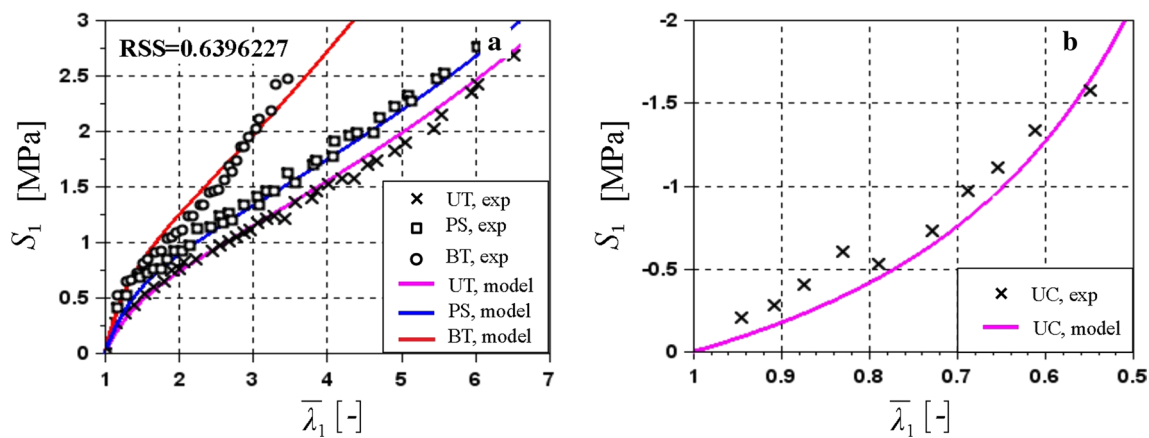 3
RSS=0.6396227
a
2.5
2
S1 [MPa]
1.5
1
0.5
0
UT, exp
PS, exp
BT, exp
UT, model
PS, model
BT, model
1 2 3 4 5 6 7
λ̅1 [-]
-2
b
-1.5
S1 [MPa]
-1
-0.5
0
UC, exp
UC, model
1 0.9 0.8 0.7 0.6 0.5
λ̅1 [-]